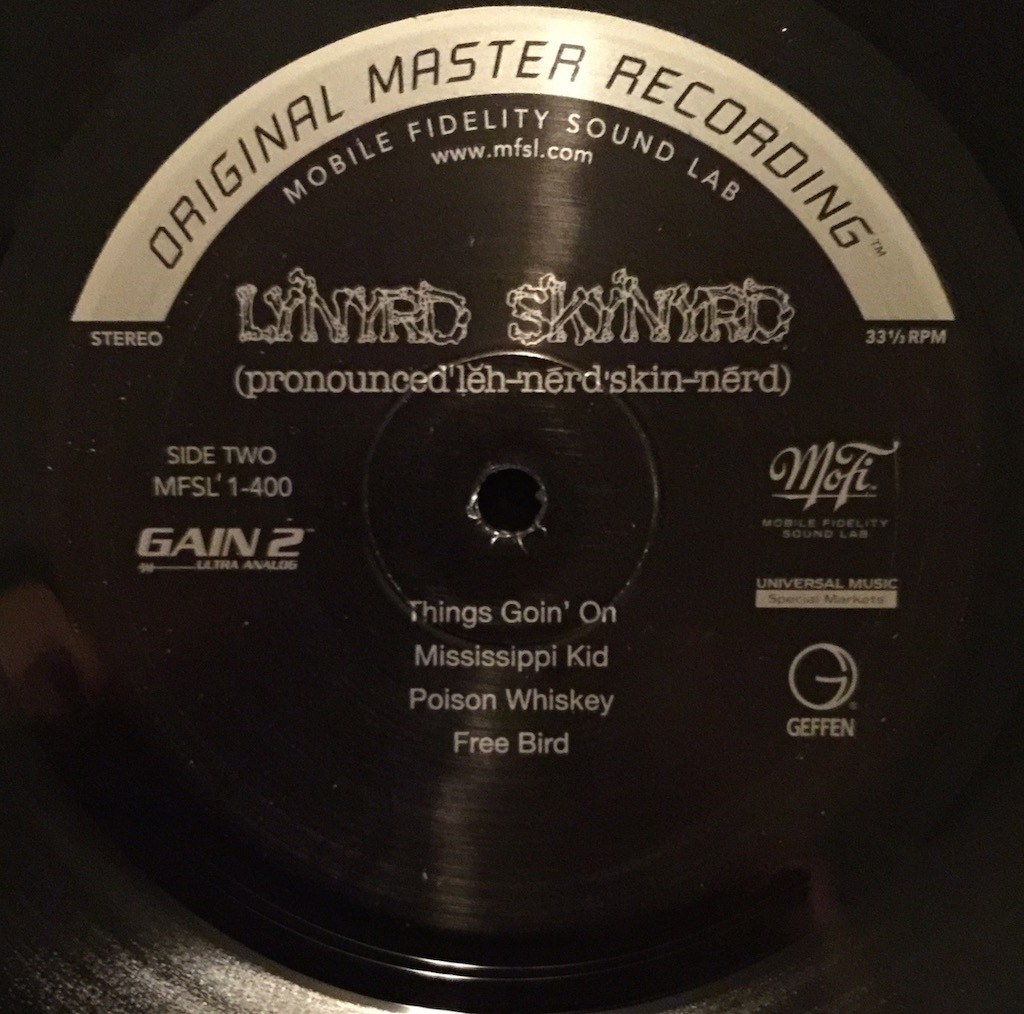 ORIGINAL MASTER RECORDING™
MOBILE FIDELITY SOUND LAB
www.mfsl.com
LYNYRD SKYNYRD
STEREO
33⅓ RPM
(pronounced 'lĕh-'nérd 'skin-'nérd)
SIDE TWO
MFSL 1-400
GAIN 2™
ULTRA ANALOG
MoFi
MOBILE FIDELITY
SOUND LAB
UNIVERSAL MUSIC
Special Markets
Things Goin' On
Mississippi Kid
Poison Whiskey
Free Bird
G®
GEFFEN